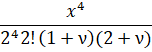 x⁴
2⁴2! (1 + ν)(2 + ν)